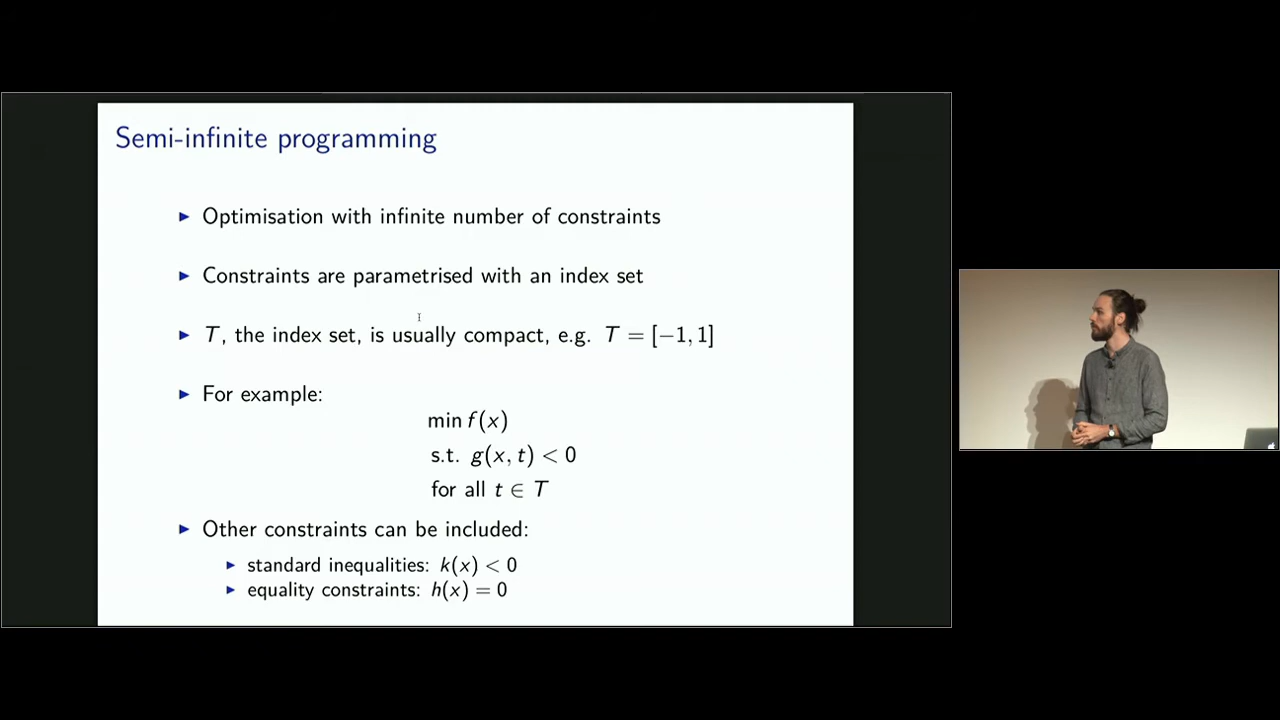 Semi-infinite programming
▶ Optimisation with infinite number of constraints
▶ Constraints are parametrised with an index set
▶ T, the index set, is usually compact, e.g. T = [−1, 1]
▶ For example:
min f(x)
s.t. g(x, t) < 0
for all t ∈ T
▶ Other constraints can be included:
▶ standard inequalities: k(x) < 0
▶ equality constraints: h(x) = 0